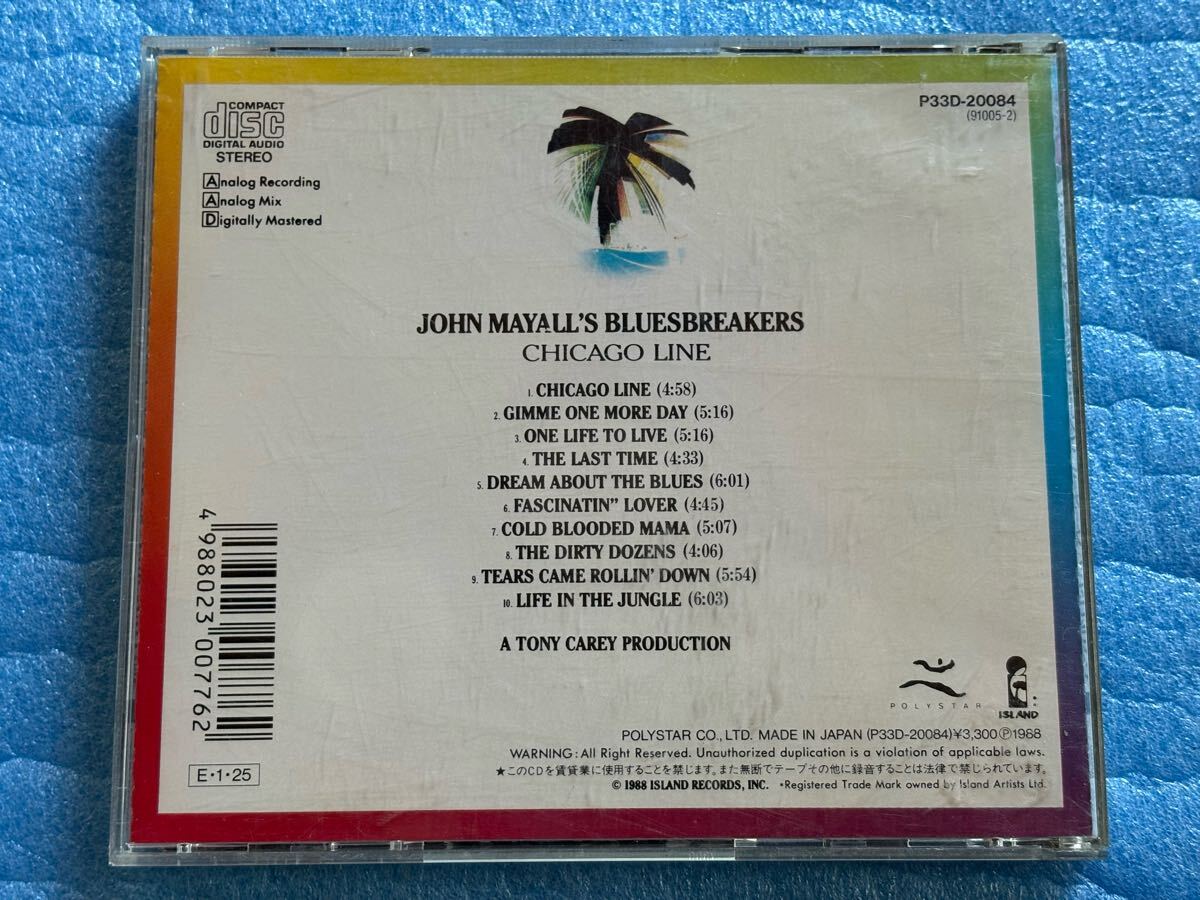 COMPACT
disc
DIGITAL AUDIO
STEREO
Analog Recording
Analog Mix
Digitally Mastered
P33D-20084
(91005-2)
JOHN MAYALL'S BLUESBREAKERS
CHICAGO LINE
1. CHICAGO LINE (4:58)
2. GIMME ONE MORE DAY (5:16)
3. ONE LIFE TO LIVE (5:16)
4. THE LAST TIME (4:33)
5. DREAM ABOUT THE BLUES (6:01)
6. FASCINATIN" LOVER (4:45)
7. COLD BLOODED MAMA (5:07)
8. THE DIRTY DOZENS (4:06)
9. TEARS CAME ROLLIN' DOWN (5:54)
10. LIFE IN THE JUNGLE (6:03)
A TONY CAREY PRODUCTION
4 988023 007762
E・1・25
POLYSTAR
ISLAND
POLYSTAR CO., LTD. MADE IN JAPAN (P33D-20084)¥3,300 Ⓟ1988
WARNING: All Right Reserved. Unauthorized duplication is a violation of applicable laws.
★このCDを賃貸業に使用することを禁じます。また無断でテープその他に録音することは法律で禁じられています。
© 1988 ISLAND RECORDS, INC. •Registered Trade Mark owned by Island Artists Ltd.